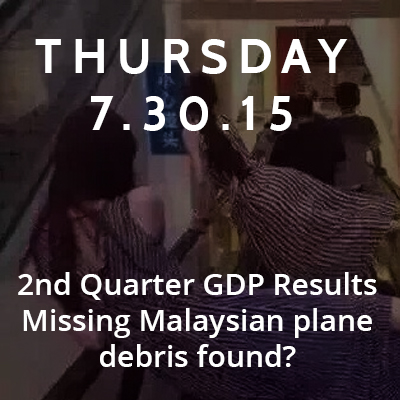 THURSDAY
7.30.15
2nd Quarter GDP Results
Missing Malaysian plane
debris found?